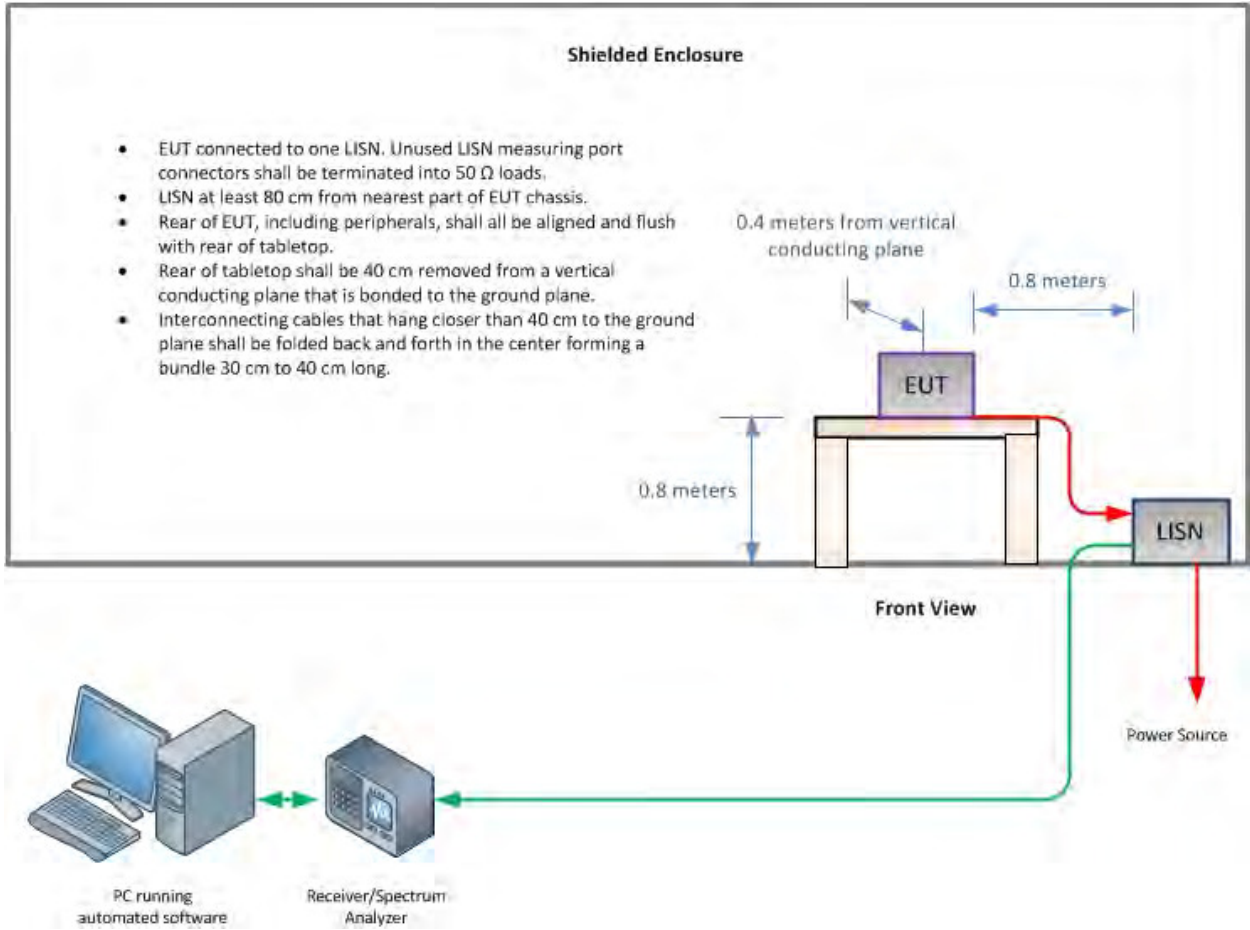 Shielded Enclosure
• EUT connected to one LISN. Unused LISN measuring port
connectors shall be terminated into 50 Ω loads.
• LISN at least 80 cm from nearest part of EUT chassis.
• Rear of EUT, including peripherals, shall all be aligned and flush
with rear of tabletop.
• Rear of tabletop shall be 40 cm removed from a vertical
conducting plane that is bonded to the ground plane.
• Interconnecting cables that hang closer than 40 cm to the ground
plane shall be folded back and forth in the center forming a
bundle 30 cm to 40 cm long.
0.4 meters from vertical
conducting plane
0.8 meters
EUT
0.8 meters
LISN
Front View
Power Source
PC running
automated software
Receiver/Spectrum
Analyzer